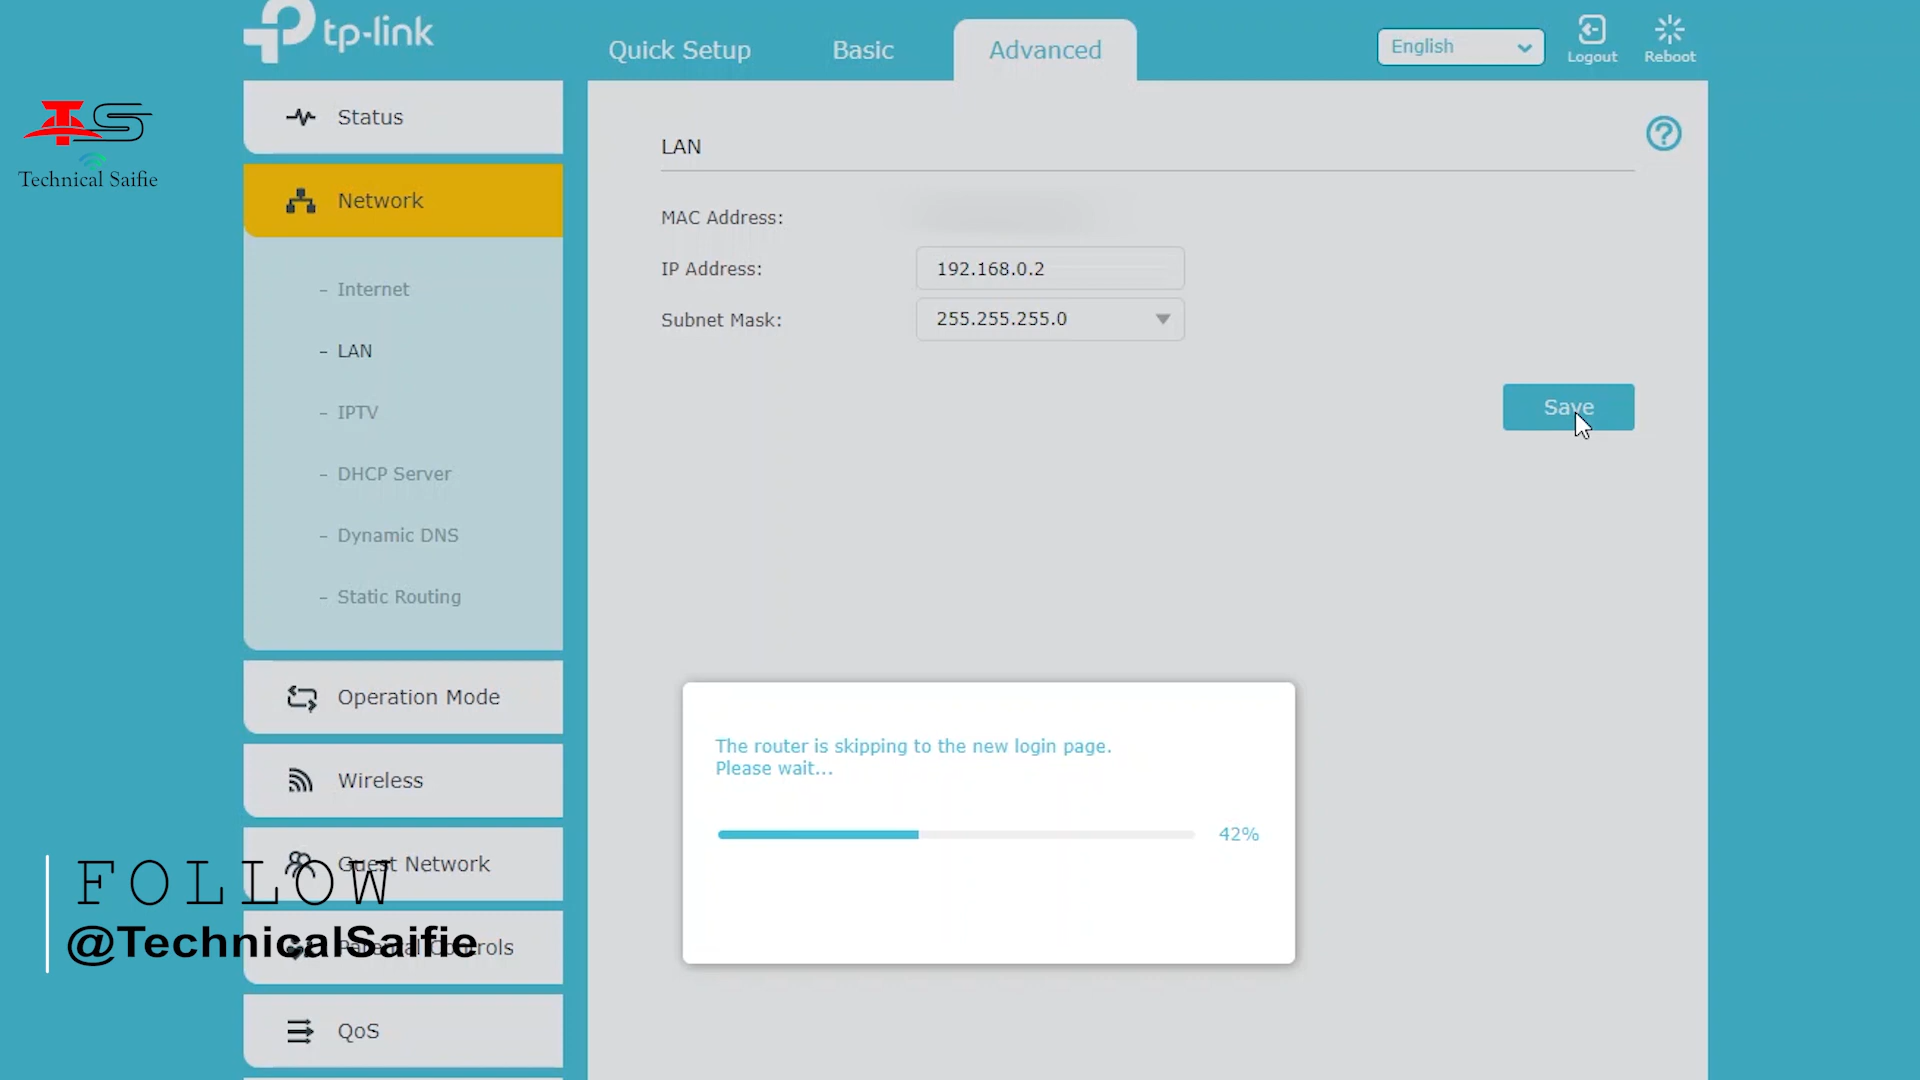 tp-link
Quick Setup
Basic
Advanced
English
Logout
Reboot
TS
Technical Saifie
Status
Network
- Internet
- LAN
- IPTV
- DHCP Server
- Dynamic DNS
- Static Routing
Operation Mode
Wireless
Guest Network
Parental Controls
QoS
LAN
?
MAC Address:
IP Address: 192.168.0.2
Subnet Mask: 255.255.255.0
Save
The router is skipping to the new login page.
Please wait...
42%
FOLLOW
@TechnicalSaifie